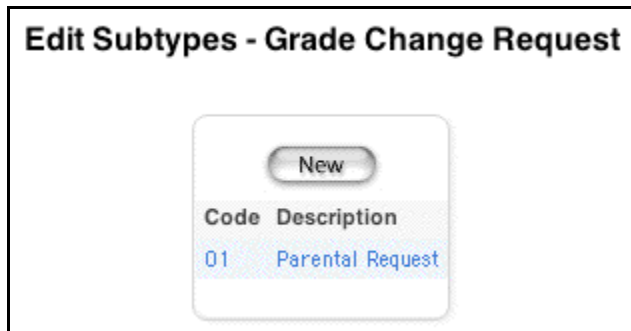 Edit Subtypes - Grade Change Request
New
Code Description
01 Parental Request